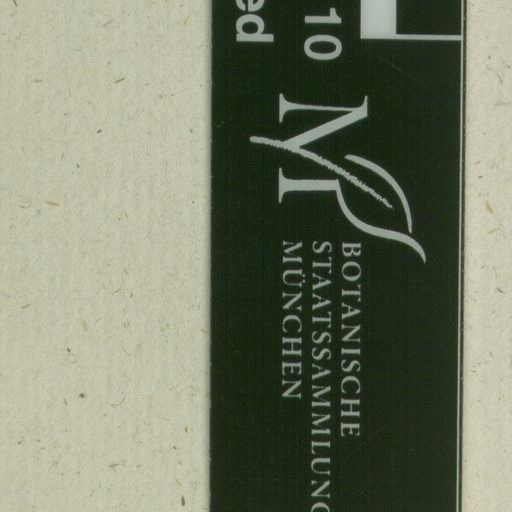 10
ed
BOTANISCHE
STAATSSAMMLUNG
MÜNCHEN